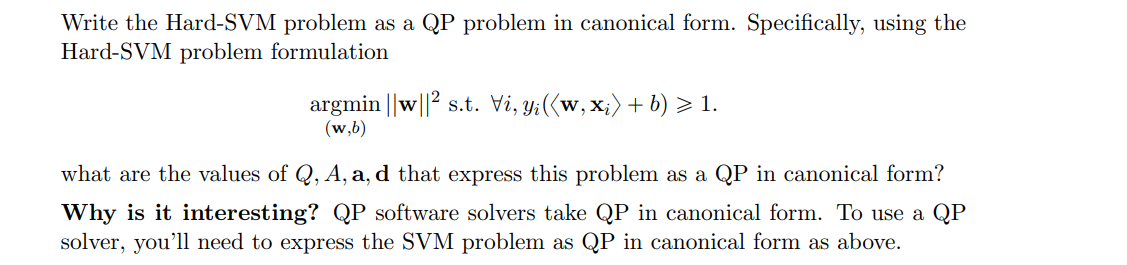 Write the Hard-SVM problem as a QP problem in canonical form. Specifically, using the
Hard-SVM problem formulation
argmin ||w||² s.t. ∀i, yᵢ(⟨w, xᵢ⟩ + b) ⩾ 1.
(w,b)
what are the values of Q, A, a, d that express this problem as a QP in canonical form?
Why is it interesting? QP software solvers take QP in canonical form. To use a QP
solver, you'll need to express the SVM problem as QP in canonical form as above.